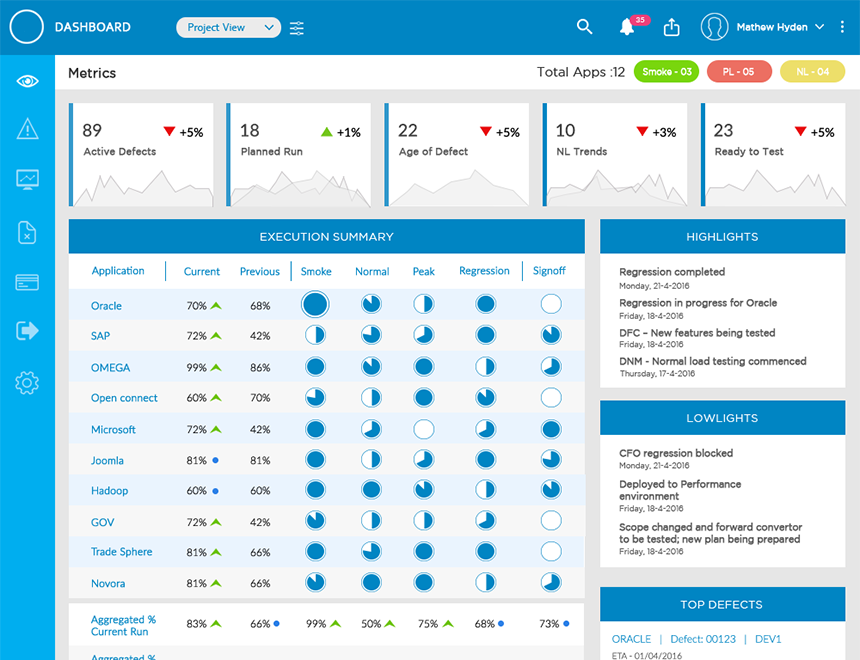 DASHBOARD
Project View
35
Mathew Hyden
Metrics
Total Apps :12
Smoke - 03
PL - 05
NL - 04
89
+5%
Active Defects
18
+1%
Planned Run
22
+5%
Age of Defect
10
+3%
NL Trends
23
+5%
Ready to Test
EXECUTION SUMMARY
Application Current Previous Smoke Normal Peak Regression Signoff
Oracle 70% 68%
SAP 72% 42%
OMEGA 99% 86%
Open connect 60% 70%
Microsoft 72% 42%
Joomla 81% 81%
Hadoop 60% 60%
GOV 72% 42%
Trade Sphere 81% 66%
Novora 81% 66%
Aggregated %
Current Run
83% 66% 99% 50% 75% 68% 73%
Aggregated %
HIGHLIGHTS
Regression completed
Monday, 21-4-2016
Regression in progress for Oracle
Friday, 18-4-2016
DFC – New features being tested
Friday, 18-4-2016
DNM - Normal load testing commenced
Thursday, 17-4-2016
LOWLIGHTS
CFO regression blocked
Monday, 21-4-2016
Deployed to Performance
environment
Friday, 18-4-2016
Scope changed and forward convertor
to be tested; new plan being prepared
Friday, 18-4-2016
TOP DEFECTS
ORACLE | Defect: 00123 | DEV1
ETA - 01/04/2016